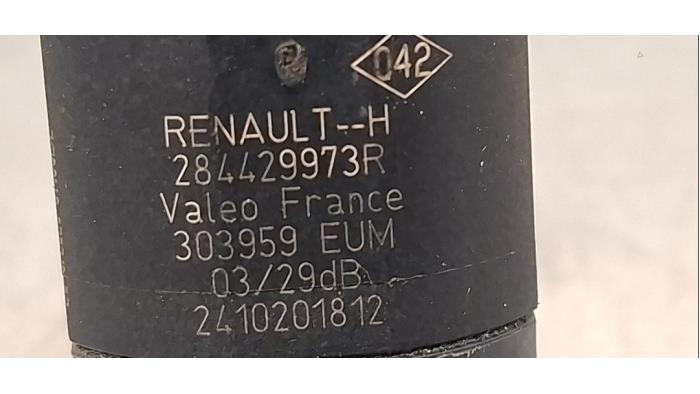 042
RENAULT--H
284429973R
Valeo France
303959 EUM
03/29dB
2410201812